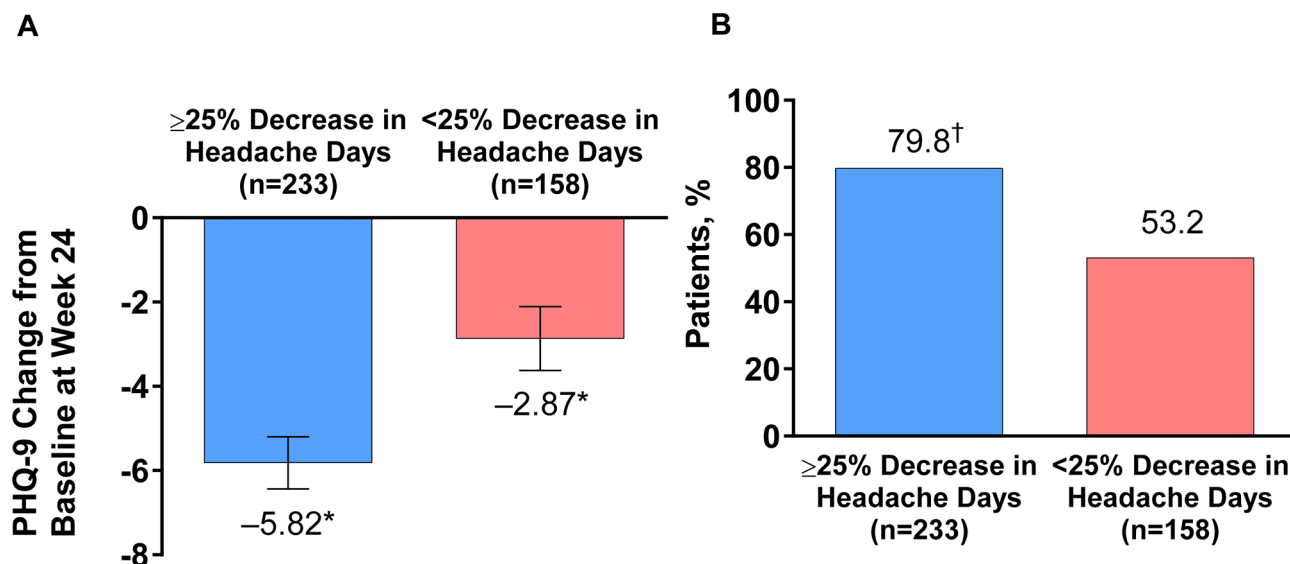 A
≥25% Decrease in
Headache Days
(n=233)
<25% Decrease in
Headache Days
(n=158)
PHQ-9 Change from
Baseline at Week 24
0
-2
-4
-6
-8
–5.82*
–2.87*
B
Patients, %
100
80
60
40
20
0
79.8†
53.2
≥25% Decrease in
Headache Days
(n=233)
<25% Decrease in
Headache Days
(n=158)